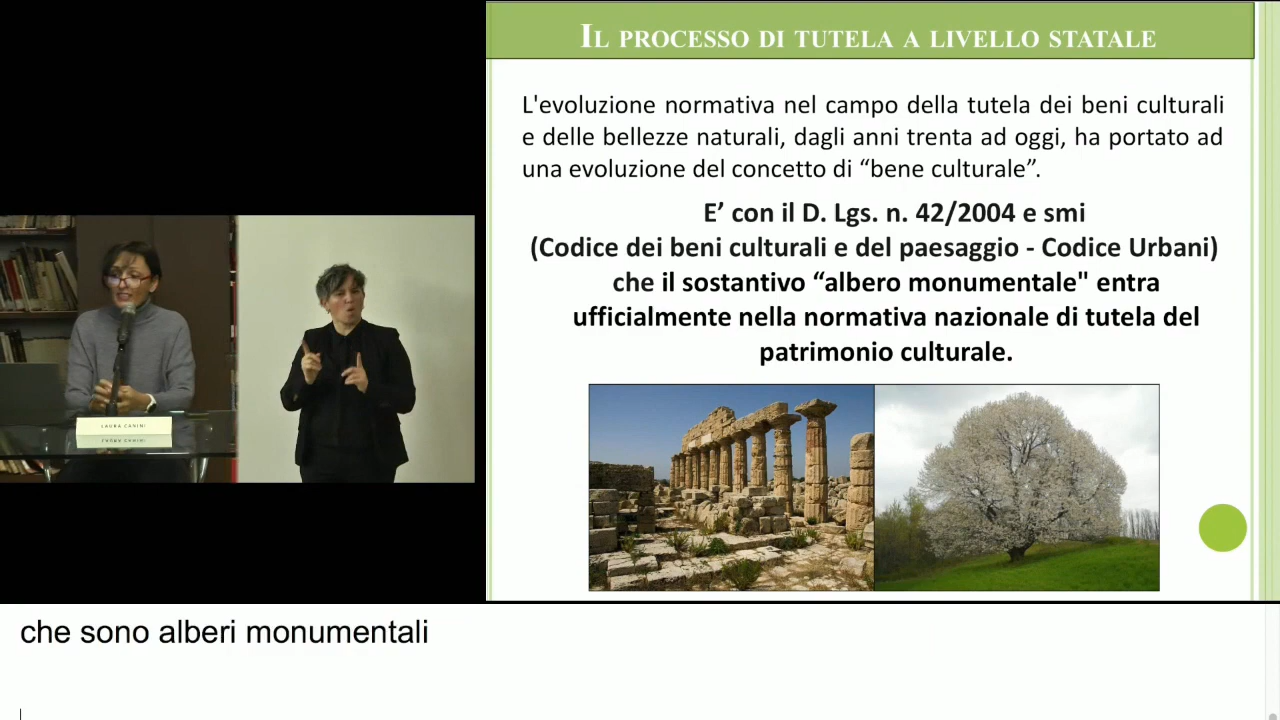 IL PROCESSO DI TUTELA A LIVELLO STATALE
L'evoluzione normativa nel campo della tutela dei beni culturali
e delle bellezze naturali, dagli anni trenta ad oggi, ha portato ad
una evoluzione del concetto di “bene culturale”.
E’ con il D. Lgs. n. 42/2004 e smi
(Codice dei beni culturali e del paesaggio - Codice Urbani)
che il sostantivo “albero monumentale" entra
ufficialmente nella normativa nazionale di tutela del
patrimonio culturale.
LAURA CANINI
che sono alberi monumentali